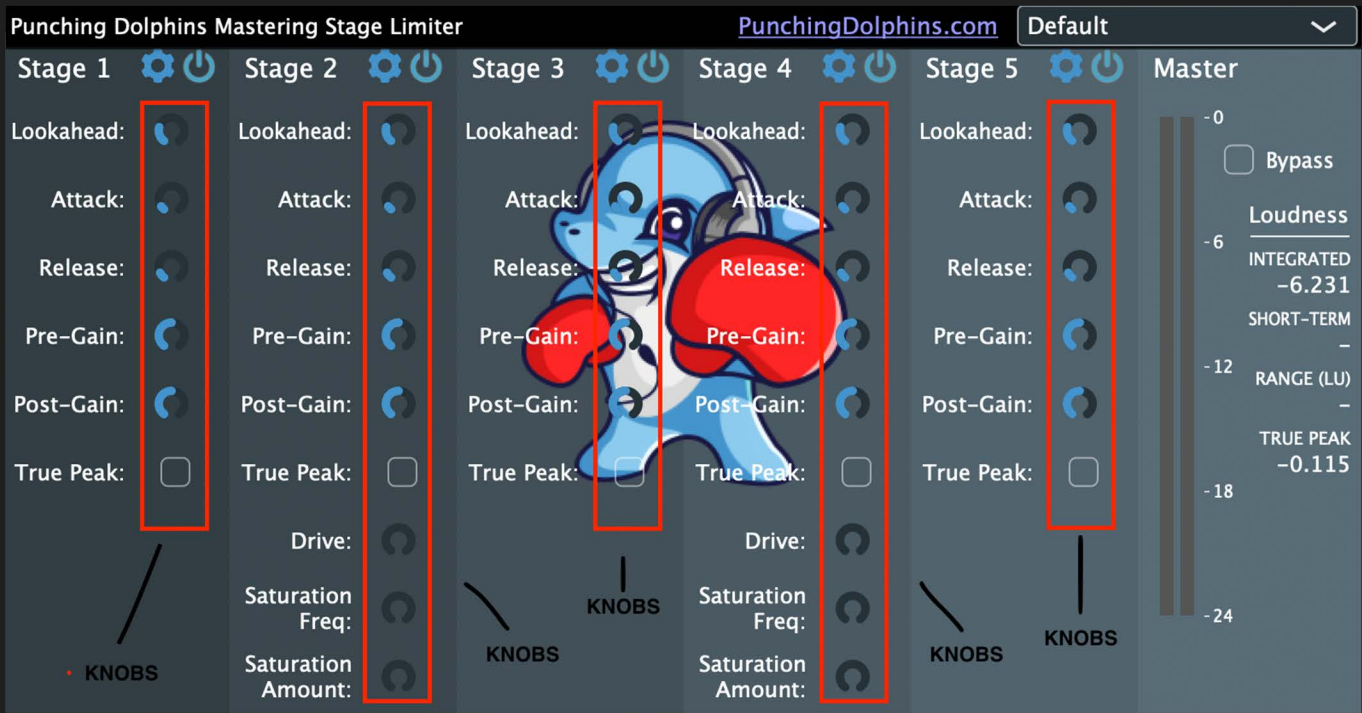 Punching Dolphins Mastering Stage Limiter
PunchingDolphins.com
Default
Stage 1
Lookahead:
Attack:
Release:
Pre-Gain:
Post-Gain:
True Peak:
KNOBS
Stage 2
Lookahead:
Attack:
Release:
Pre-Gain:
Post-Gain:
True Peak:
Drive:
Saturation
Freq:
Saturation
Amount:
KNOBS
Stage 3
Lookahead:
Attack:
Release:
Pre-Gain:
Post-Gain:
True Peak:
KNOBS
Stage 4
Lookahead:
Attack:
Release:
Pre-Gain:
Post-Gain:
True Peak:
Drive:
Saturation
Freq:
Saturation
Amount:
KNOBS
Stage 5
Lookahead:
Attack:
Release:
Pre-Gain:
Post-Gain:
True Peak:
KNOBS
Master
-0
-6
-12
-18
-24
Bypass
Loudness
INTEGRATED
-6.231
SHORT-TERM
-
RANGE (LU)
-
TRUE PEAK
-0.115